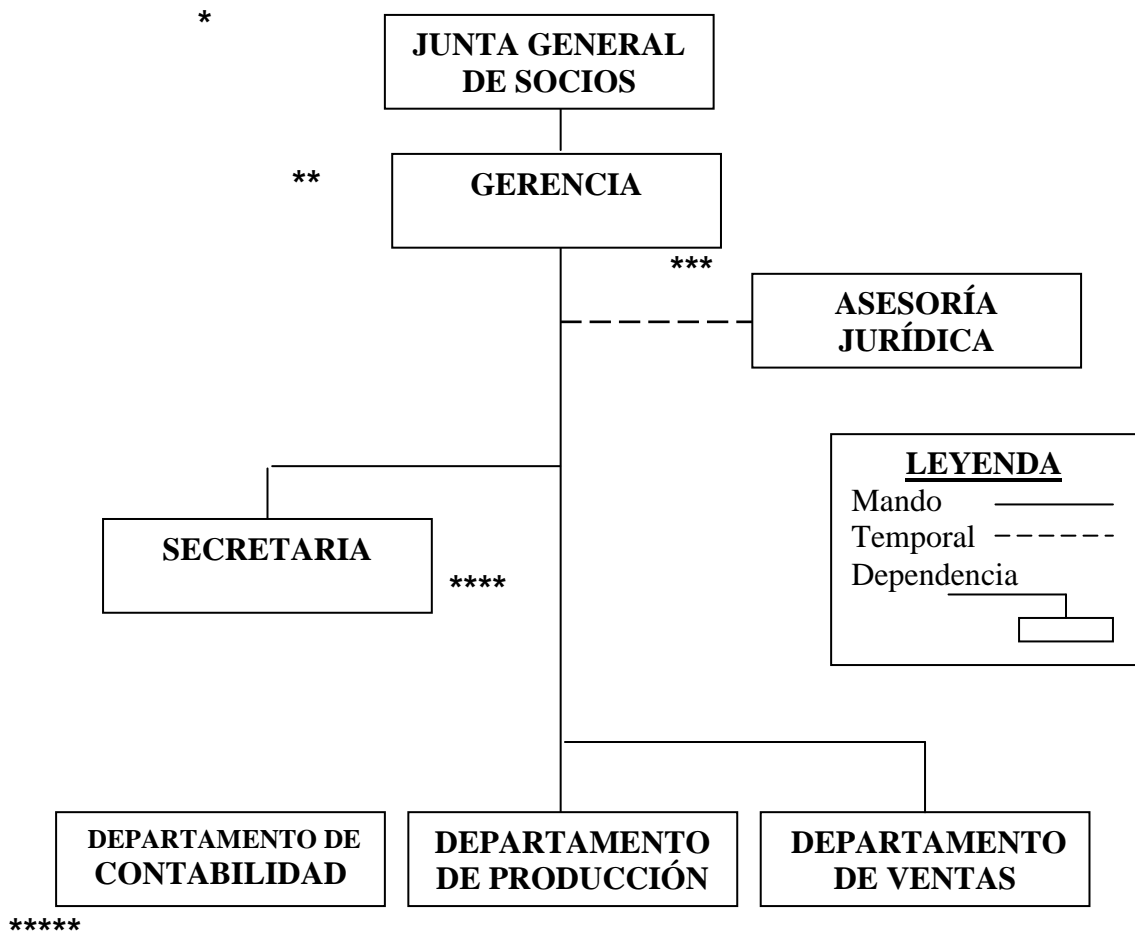 *
JUNTA GENERAL
DE SOCIOS
**
GERENCIA
***
ASESORÍA
JURÍDICA
LEYENDA
Mando
Temporal
Dependencia
SECRETARIA
****
DEPARTAMENTO DE
CONTABILIDAD
DEPARTAMENTO
DE PRODUCCIÓN
DEPARTAMENTO
DE VENTAS
*****